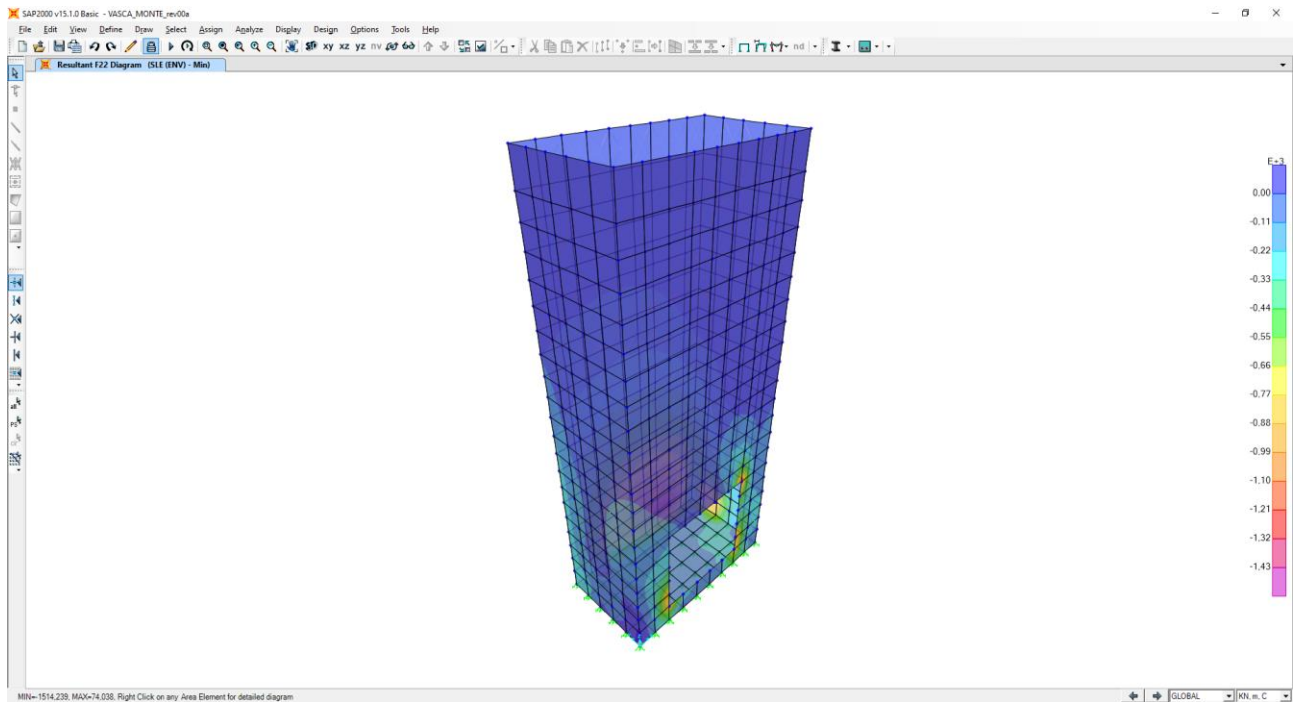 SAP2000 v15.1.0 Basic - VASCA_MONTE_rev00a
File Edit View Define Draw Select Assign Analyze Display Design Options Tools Help
xy xz yz nv nd
Resultant F22 Diagram (SLE (ENV) - Min)
E+3
0.00
-0.11
-0.22
-0.33
-0.44
-0.55
-0.66
-0.77
-0.88
-0.99
-1.10
-1.21
-1.32
-1.43
MIN=-1514,239, MAX=74,038, Right Click on any Area Element for detailed diagram
GLOBAL
KN, m, C